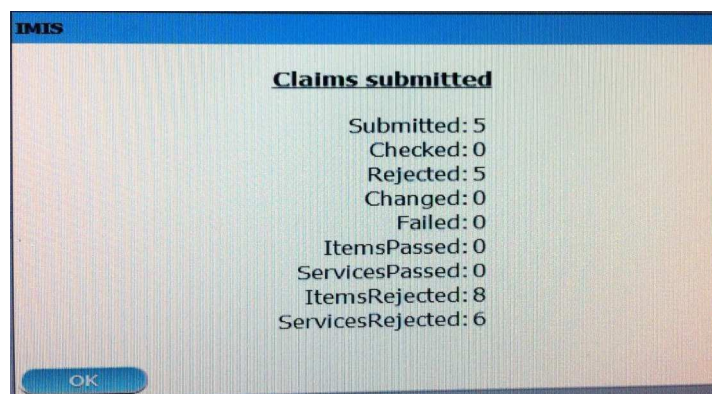 IMIS
Claims submitted
Submitted: 5
Checked: 0
Rejected: 5
Changed: 0
Failed: 0
ItemsPassed: 0
ServicesPassed: 0
ItemsRejected: 8
ServicesRejected: 6
OK